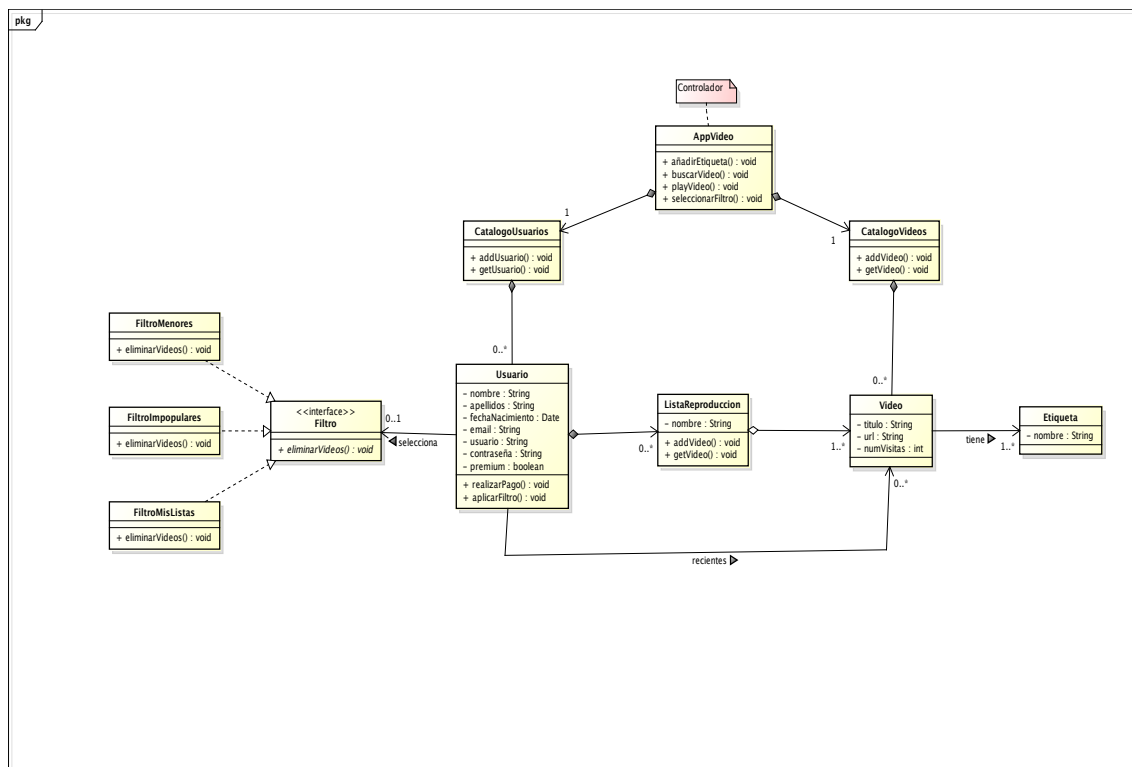 pkg
Controlador
AppVideo
+ añadirEtiqueta() : void
+ buscarVideo() : void
+ playVideo() : void
+ seleccionarFiltro() : void
1
1
CatalogoUsuarios
+ addUsuario() : void
+ getUsuario() : void
CatalogoVideos
+ addVideo() : void
+ getVideo() : void
0..*
0..*
FiltroMenores
+ eliminarVideos() : void
FiltroImpopulares
+ eliminarVideos() : void
FiltroMisListas
+ eliminarVideos() : void
<<interface>>
Filtro
+ eliminarVideos() : void
0..1
selecciona
Usuario
– nombre : String
– apellidos : String
– fechaNacimiento : Date
– email : String
– usuario : String
– contraseña : String
– premium : boolean
+ realizarPago() : void
+ aplicarFiltro() : void
0..*
ListaReproduccion
– nombre : String
+ addVideo() : void
+ getVideo() : void
1..*
Video
– titulo : String
– url : String
– numVisitas : int
0..*
tiene
1..*
Etiqueta
– nombre : String
recientes